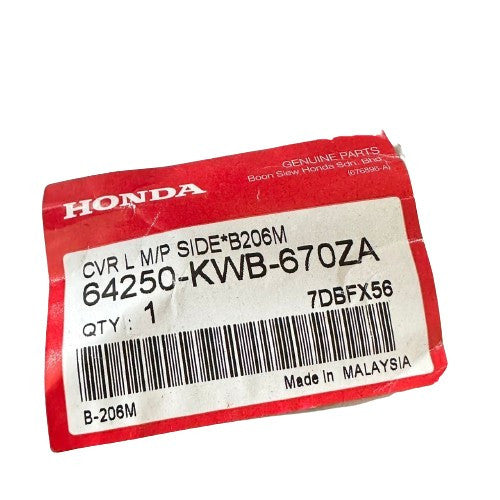 GENUINE PARTS
Boon Siew Honda Sdn. Bhd.
(676896-A)
HONDA
CVR L M/P SIDE*B206M
64250-KWB-670ZA
QTY : 1 7DBFX56
Made In MALAYSIA
B-206M